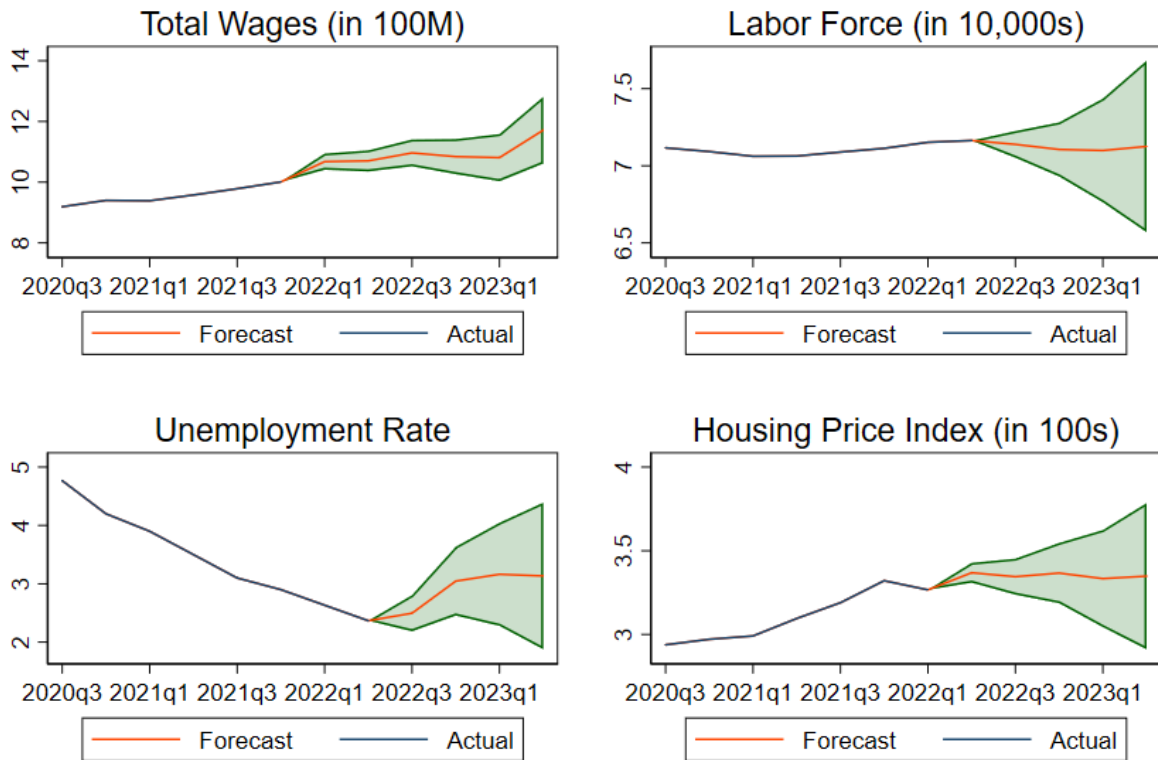 Total Wages (in 100M)
14
12
10
8
2020q3 2021q1 2021q3 2022q1 2022q3 2023q1
Forecast Actual
Labor Force (in 10,000s)
7.5
7
6.5
2020q3 2021q1 2021q3 2022q1 2022q3 2023q1
Forecast Actual
Unemployment Rate
5
4
3
2
2020q3 2021q1 2021q3 2022q1 2022q3 2023q1
Forecast Actual
Housing Price Index (in 100s)
4
3.5
3
2020q3 2021q1 2021q3 2022q1 2022q3 2023q1
Forecast Actual